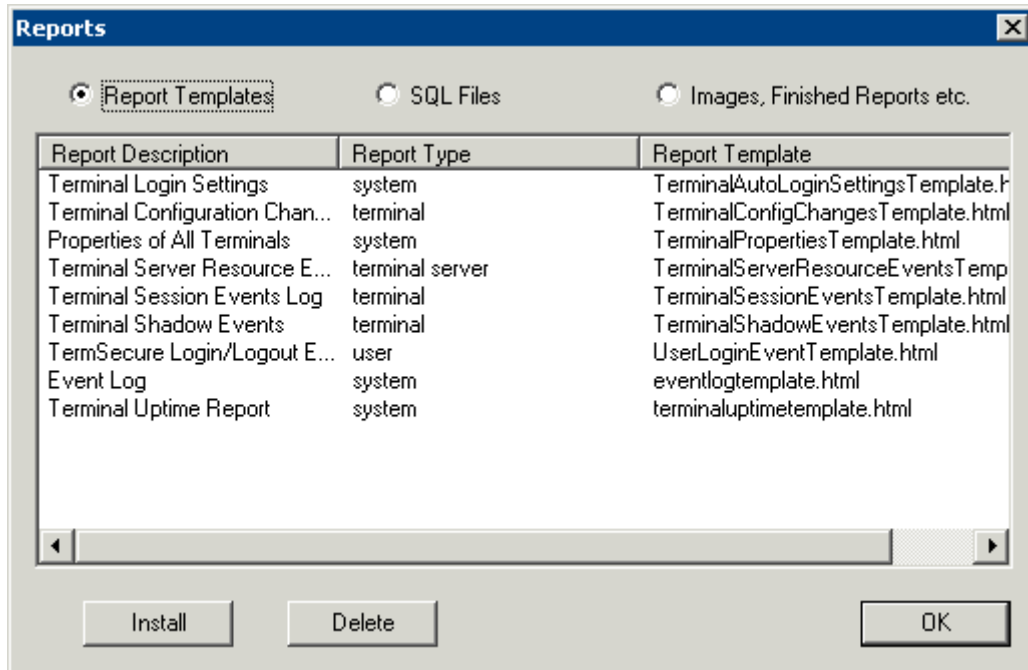 Reports
Report Templates SQL Files Images, Finished Reports etc.
Report Description Report Type Report Template
Terminal Login Settings system TerminalAutoLoginSettingsTemplate.h
Terminal Configuration Chan... terminal TerminalConfigChangesTemplate.html
Properties of All Terminals system TerminalPropertiesTemplate.html
Terminal Server Resource E... terminal server TerminalServerResourceEventsTemp
Terminal Session Events Log terminal TerminalSessionEventsTemplate.html
Terminal Shadow Events terminal TerminalShadowEventsTemplate.html
TermSecure Login/Logout E... user UserLoginEventTemplate.html
Event Log system eventlogtemplate.html
Terminal Uptime Report system terminaluptimetemplate.html
Install Delete OK